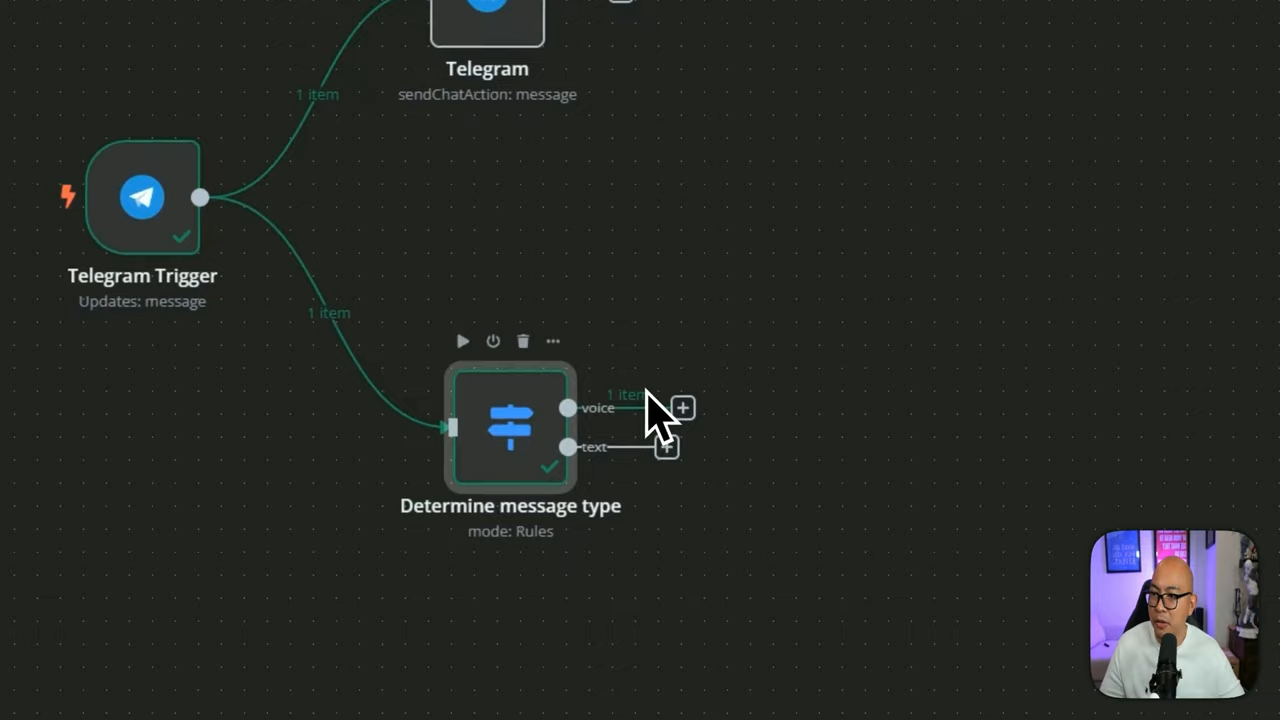 Telegram
sendChatAction: message
1 item
Telegram Trigger
Updates: message
1 item
1 item
voice
text
Determine message type
mode: Rules